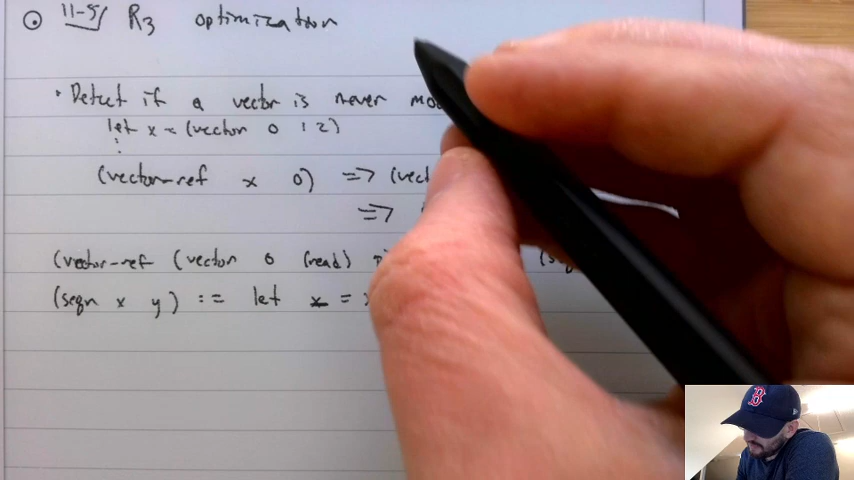 11-5/ R3 optimization
· Detect if a vector is never
let x = (vector 0 1 2)
:
(vector-ref x 0) => (vect
=>
(vector-ref (vector 0 (read)
(seqn x y) := let x =